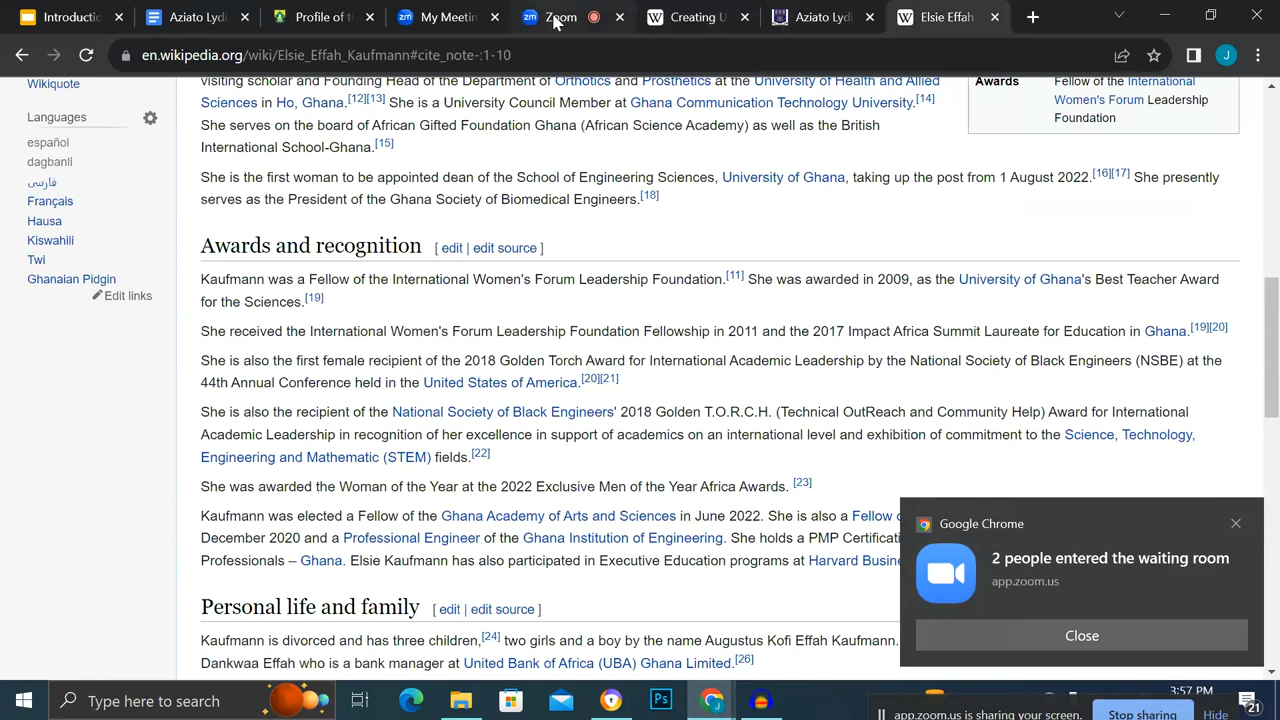 Introductic
Aziato Lydi
Profile of t
My Meetin
Zoom
Creating U
Aziato Lydi
Elsie Effah
en.wikipedia.org/wiki/Elsie_Effah_Kaufmann#cite_note-:1-10
J
Wikiquote
Languages
español
dagbanli
فارسی
Français
Hausa
Kiswahili
Twi
Ghanaian Pidgin
Edit links
visiting scholar and Founding Head of the Department of Orthotics and Prosthetics at the University of Health and Allied
Sciences in Ho, Ghana.[12][13] She is a University Council Member at Ghana Communication Technology University.[14]
She serves on the board of African Gifted Foundation Ghana (African Science Academy) as well as the British
International School-Ghana.[15]
Awards
Fellow of the International
Women's Forum Leadership
Foundation
She is the first woman to be appointed dean of the School of Engineering Sciences, University of Ghana, taking up the post from 1 August 2022.[16][17] She presently
serves as the President of the Ghana Society of Biomedical Engineers.[18]
Awards and recognition [ edit | edit source ]
Kaufmann was a Fellow of the International Women's Forum Leadership Foundation.[11] She was awarded in 2009, as the University of Ghana's Best Teacher Award
for the Sciences.[19]
She received the International Women's Forum Leadership Foundation Fellowship in 2011 and the 2017 Impact Africa Summit Laureate for Education in Ghana.[19][20]
She is also the first female recipient of the 2018 Golden Torch Award for International Academic Leadership by the National Society of Black Engineers (NSBE) at the
44th Annual Conference held in the United States of America.[20][21]
She is also the recipient of the National Society of Black Engineers' 2018 Golden T.O.R.C.H. (Technical OutReach and Community Help) Award for International
Academic Leadership in recognition of her excellence in support of academics on an international level and exhibition of commitment to the Science, Technology,
Engineering and Mathematic (STEM) fields.[22]
She was awarded the Woman of the Year at the 2022 Exclusive Men of the Year Africa Awards. [23]
Kaufmann was elected a Fellow of the Ghana Academy of Arts and Sciences in June 2022. She is also a Fellow
December 2020 and a Professional Engineer of the Ghana Institution of Engineering. She holds a PMP Certificati
Professionals – Ghana. Elsie Kaufmann has also participated in Executive Education programs at Harvard Busine
Personal life and family [ edit | edit source ]
Kaufmann is divorced and has three children,[24] two girls and a boy by the name Augustus Kofi Effah Kaufmann.
Dankwaa Effah who is a bank manager at United Bank of Africa (UBA) Ghana Limited.[26]
Google Chrome
2 people entered the waiting room
app.zoom.us
Close
Type here to search
Ps
3:57 PM
21
app.zoom.us is sharing your screen.
Stop sharing
Hide